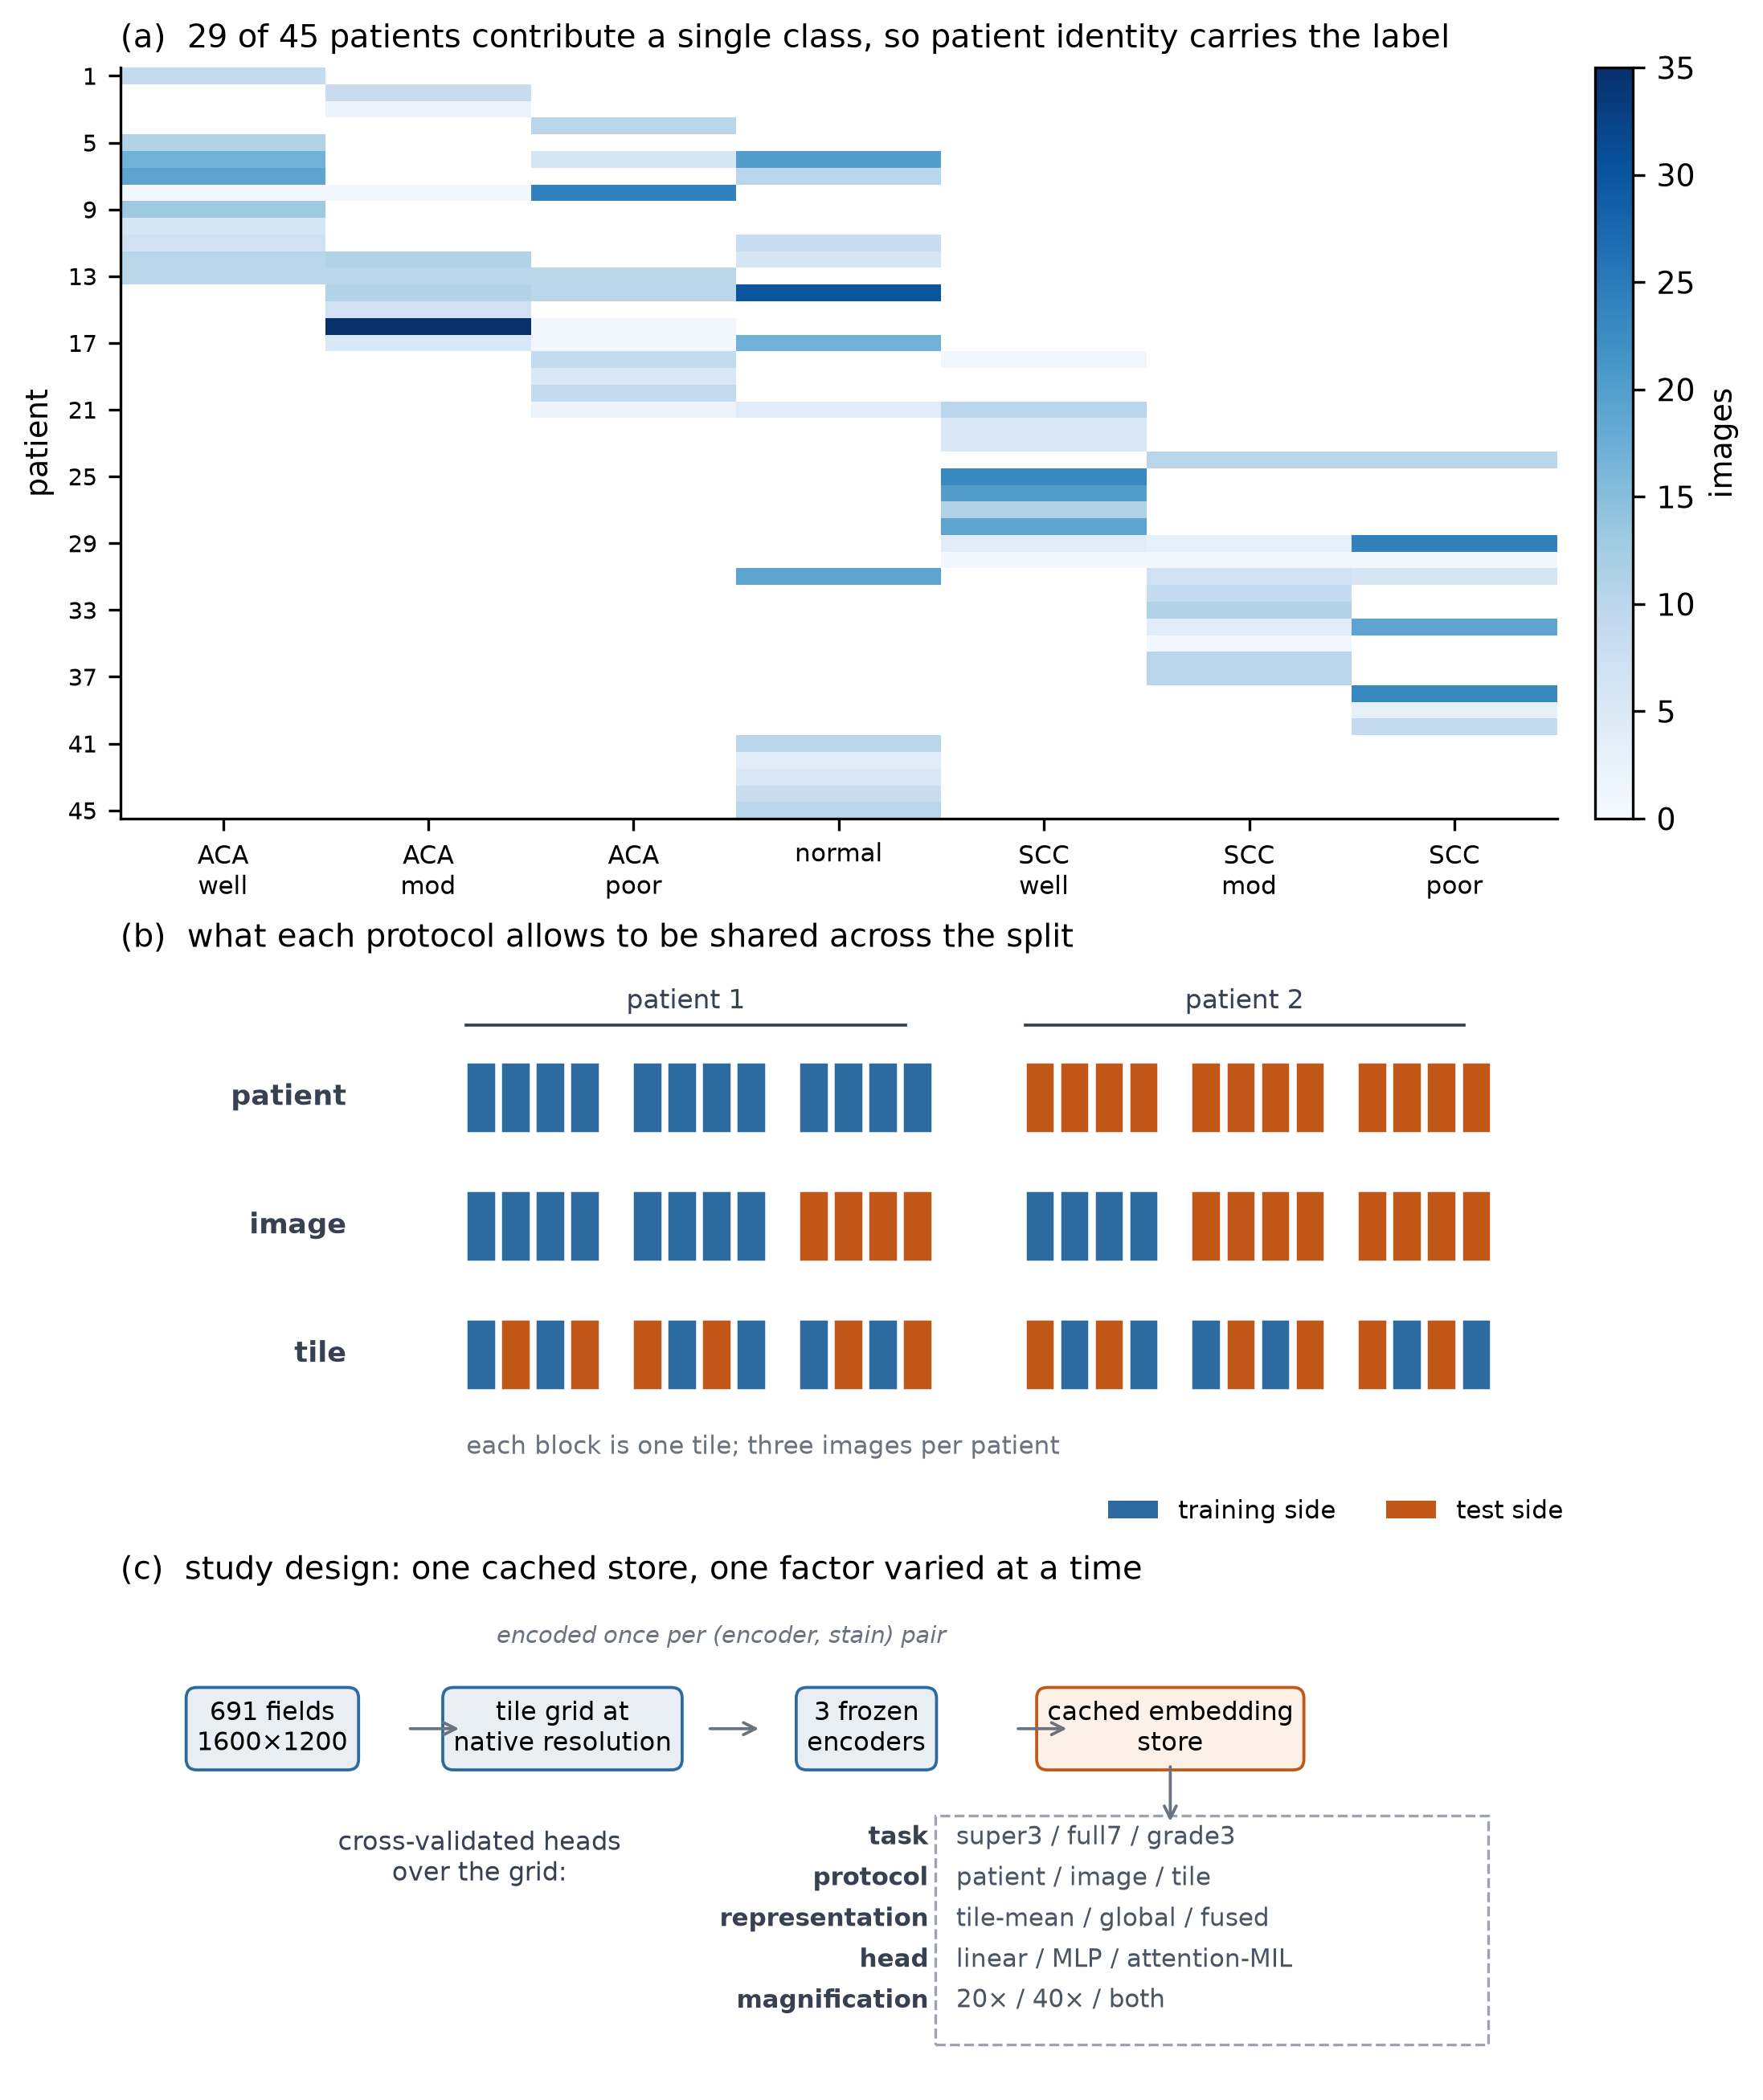 (a) 29 of 45 patients contribute a single class, so patient identity carries the label
patient
1
5
9
13
17
21
25
29
33
37
41
45
ACA
well
ACA
mod
ACA
poor
normal
SCC
well
SCC
mod
SCC
poor
35
30
25
20
15
10
5
0
images
(b) what each protocol allows to be shared across the split
patient 1
patient 2
patient
image
tile
each block is one tile; three images per patient
training side
test side
(c) study design: one cached store, one factor varied at a time
encoded once per (encoder, stain) pair
691 fields
1600×1200
tile grid at
native resolution
3 frozen
encoders
cached embedding
store
cross-validated heads
over the grid:
task super3 / full7 / grade3
protocol patient / image / tile
representation tile-mean / global / fused
head linear / MLP / attention-MIL
magnification 20× / 40× / both